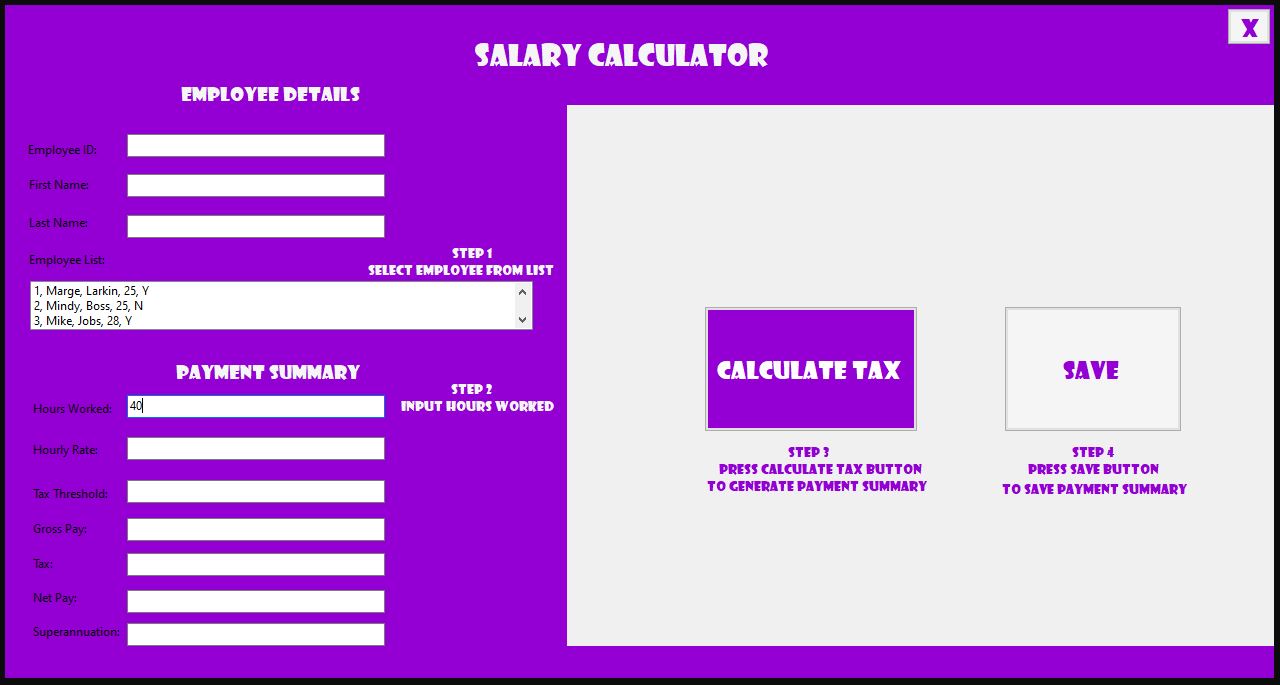 X
SALARY CALCULATOR
EMPLOYEE DETAILS
Employee ID:
First Name:
Last Name:
Employee List:
STEP 1
SELECT EMPLOYEE FROM LIST
1, Marge, Larkin, 25, Y
2, Mindy, Boss, 25, N
3, Mike, Jobs, 28, Y
PAYMENT SUMMARY
STEP 2
INPUT HOURS WORKED
Hours Worked:
40
Hourly Rate:
Tax Threshold:
Gross Pay:
Tax:
Net Pay:
Superannuation:
CALCULATE TAX
STEP 3
PRESS CALCULATE TAX BUTTON
TO GENERATE PAYMENT SUMMARY
SAVE
STEP 4
PRESS SAVE BUTTON
TO SAVE PAYMENT SUMMARY